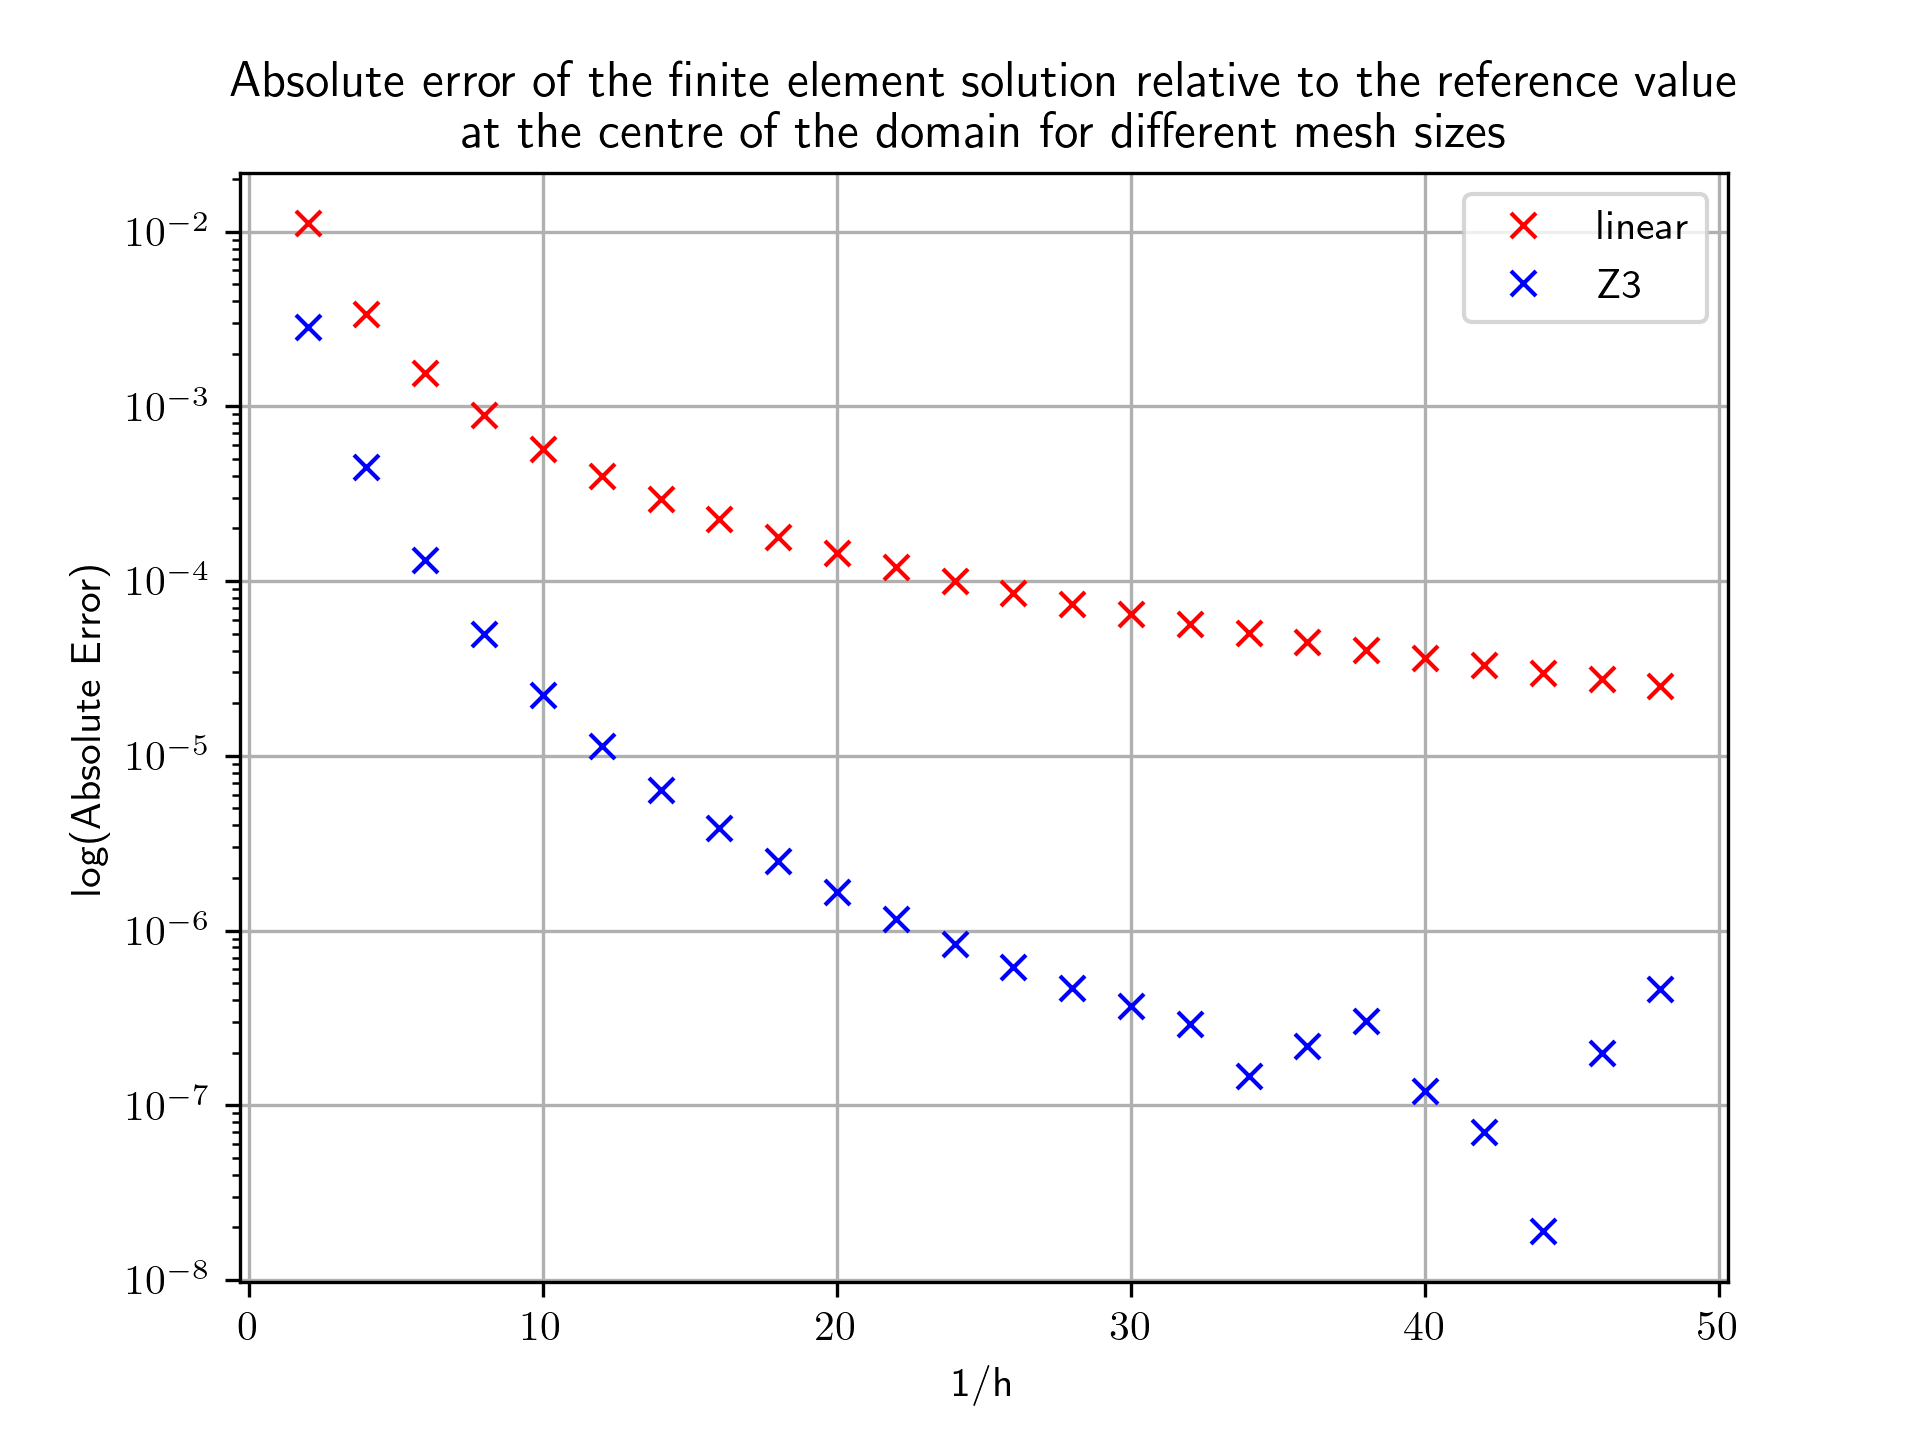 Absolute error of the finite element solution relative to the reference value
at the centre of the domain for different mesh sizes
linear
Z3
log(Absolute Error)
10⁻²
10⁻³
10⁻⁴
10⁻⁵
10⁻⁶
10⁻⁷
10⁻⁸
0 10 20 30 40 50
1/h